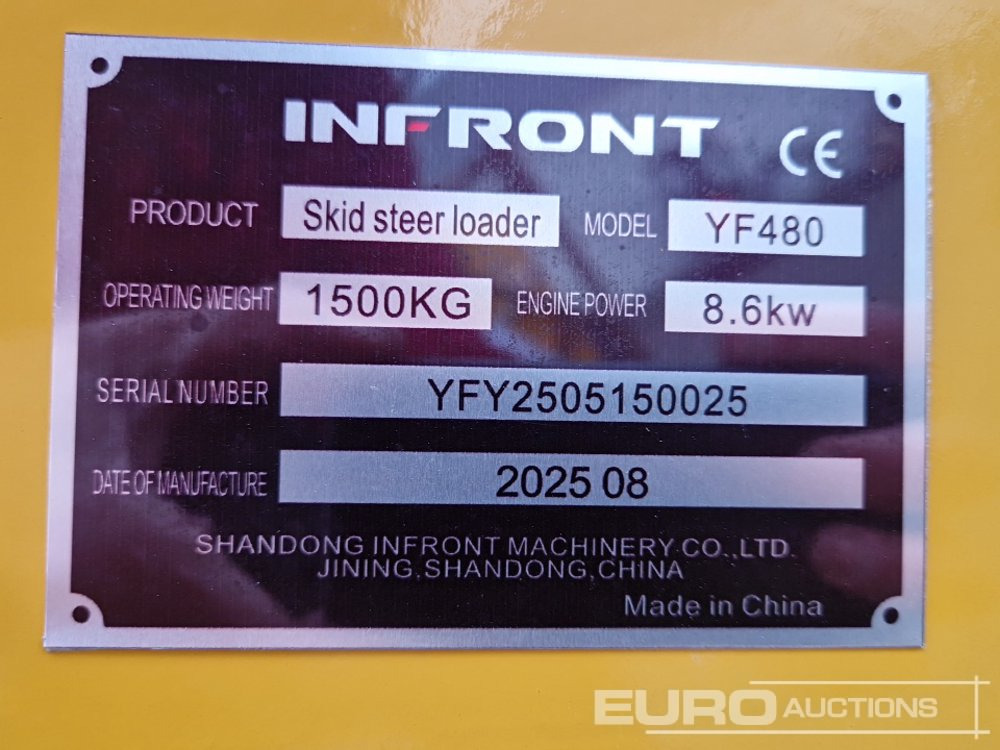 INFRONT CE
PRODUCT Skid steer loader MODEL YF480
OPERATING WEIGHT 1500KG ENGINE POWER 8.6kw
SERIAL NUMBER YFY2505150025
DATE OF MANUFACTURE 2025 08
SHANDONG INFRONT MACHINERY CO.,LTD.
JINING,SHANDONG,CHINA
Made in China
EURO AUCTIONS